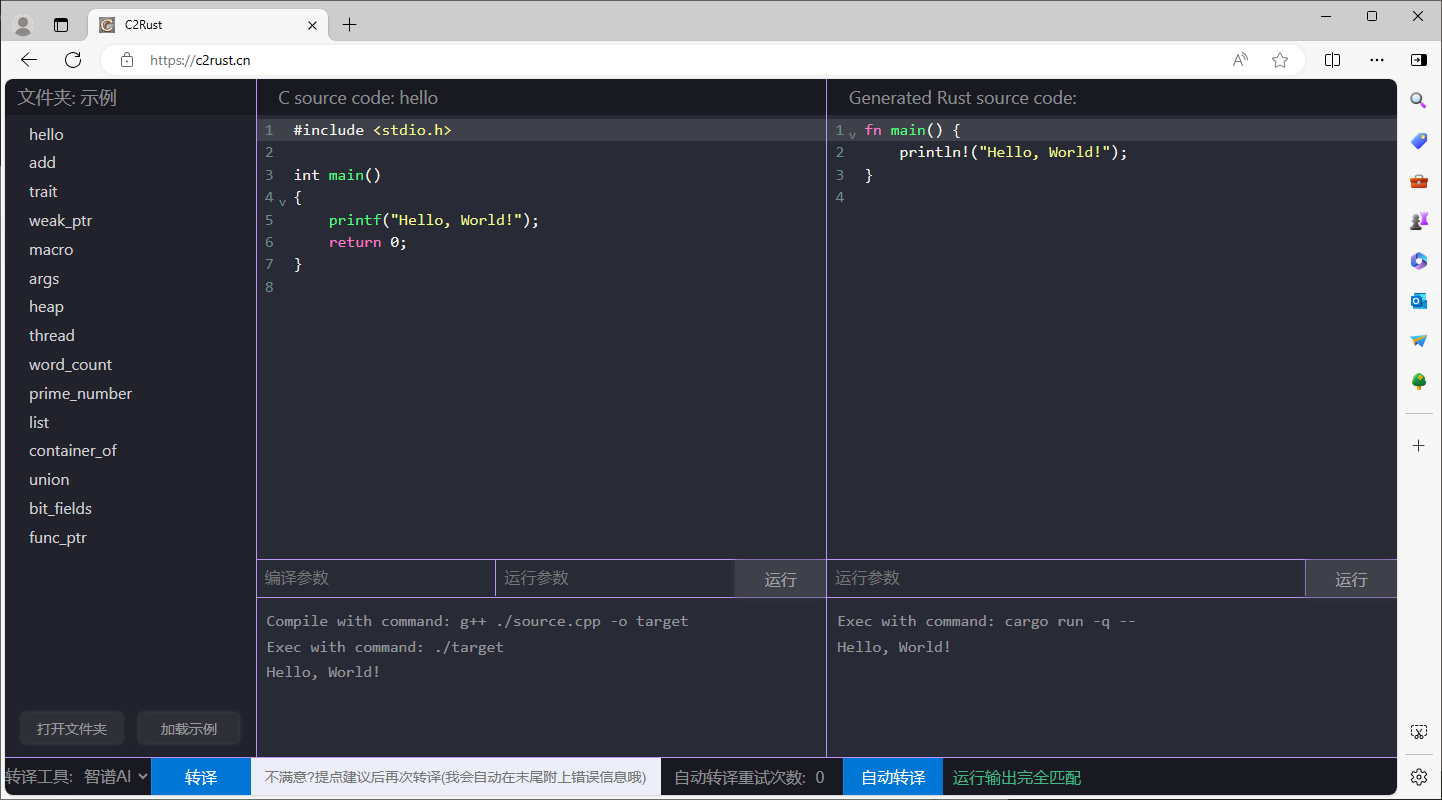 C2Rust
https://c2rust.cn
文件夹: 示例
hello
add
trait
weak_ptr
macro
args
heap
thread
word_count
prime_number
list
container_of
union
bit_fields
func_ptr
打开文件夹 加载示例
C source code: hello
1 #include <stdio.h>
2
3 int main()
4 {
5     printf("Hello, World!");
6     return 0;
7 }
8
编译参数 运行参数 运行
Compile with command: g++ ./source.cpp -o target
Exec with command: ./target
Hello, World!
Generated Rust source code:
1 fn main() {
2     println!("Hello, World!");
3 }
4
运行参数 运行
Exec with command: cargo run -q --
Hello, World!
转译工具: 智谱AI 转译 不满意?提点建议后再次转译(我会自动在末尾附上错误信息哦) 自动转译重试次数: 0 自动转译 运行输出完全匹配